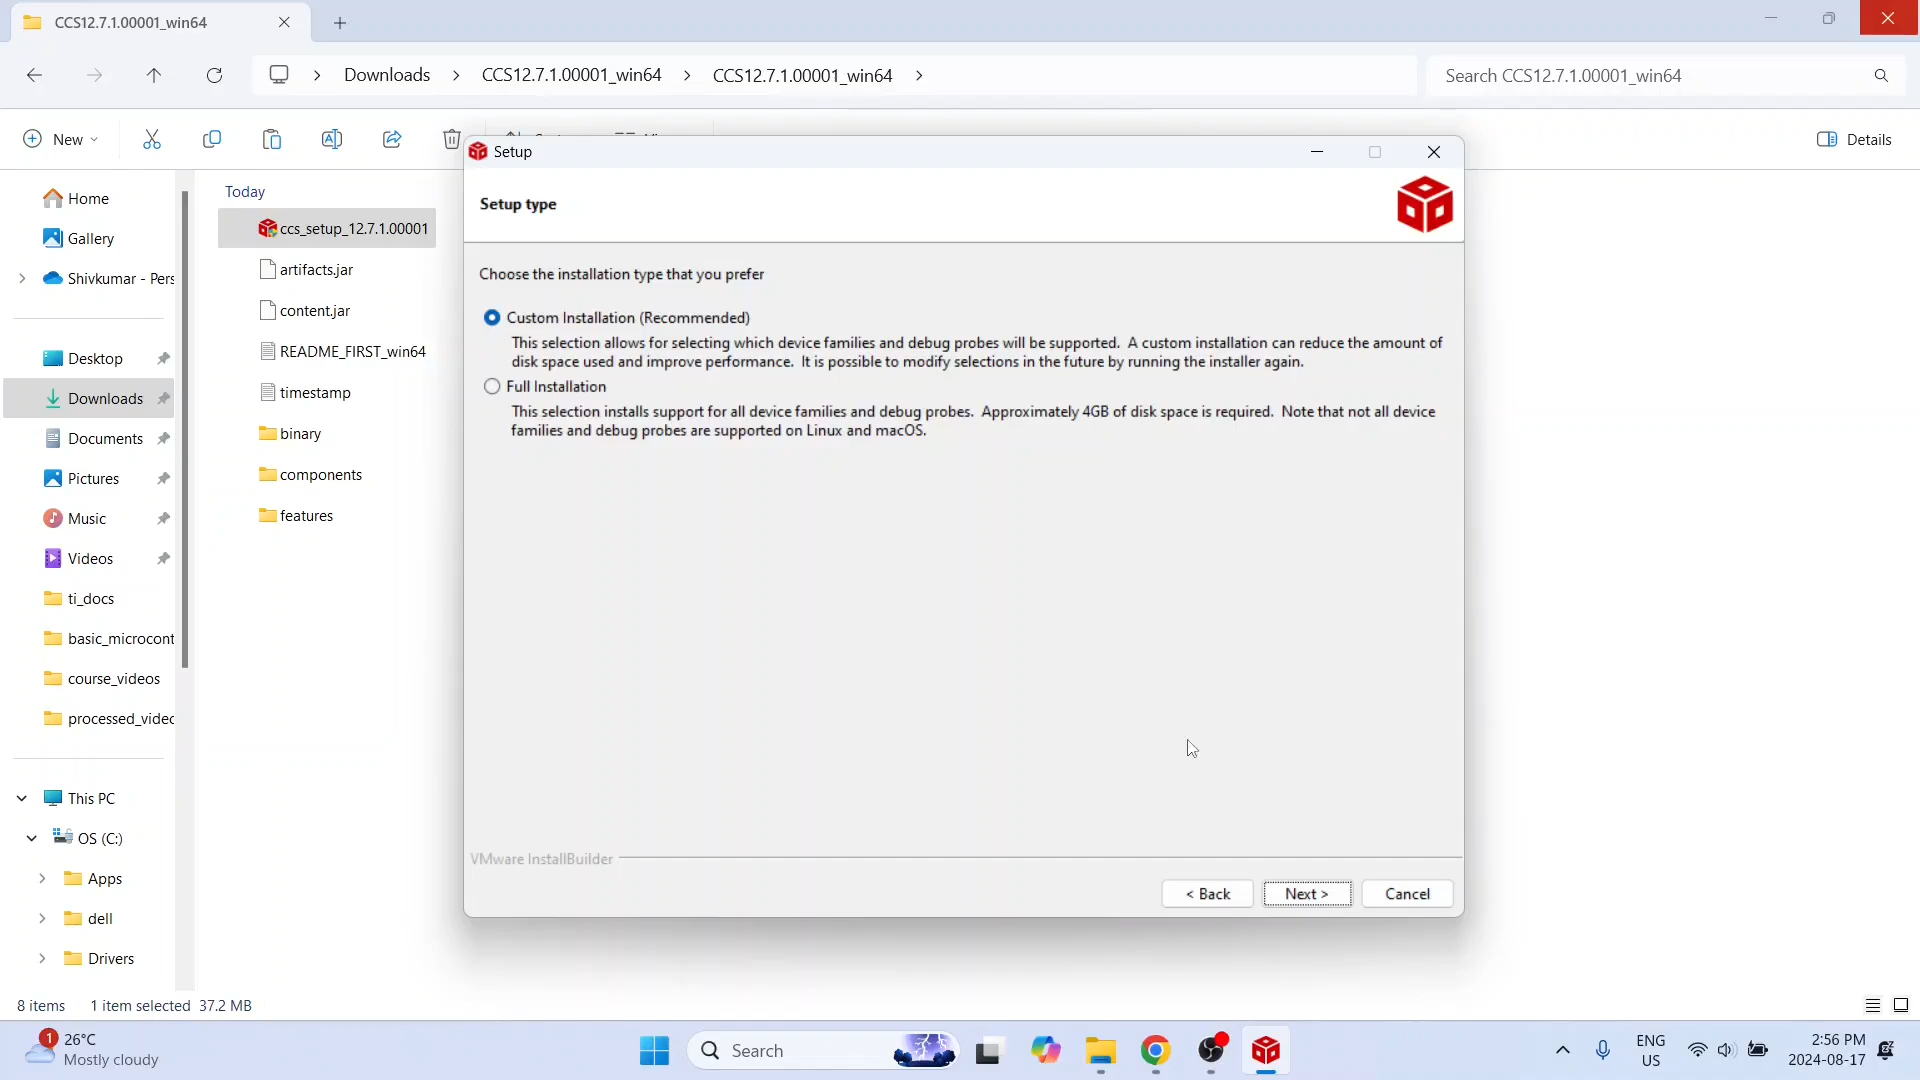 CCS12.7.1.00001_win64
Downloads > CCS12.7.1.00001_win64 > CCS12.7.1.00001_win64 >
Search CCS12.7.1.00001_win64
New
Details
Home
Gallery
Shivkumar - Pers
Desktop
Downloads
Documents
Pictures
Music
Videos
ti_docs
basic_microcont
course_videos
processed_videc
This PC
OS (C:)
Apps
dell
Drivers
Today
ccs_setup_12.7.1.00001
artifacts.jar
content.jar
README_FIRST_win64
timestamp
binary
components
features
Setup
Setup type
Choose the installation type that you prefer
Custom Installation (Recommended)
This selection allows for selecting which device families and debug probes will be supported. A custom installation can reduce the amount of
disk space used and improve performance. It is possible to modify selections in the future by running the installer again.
Full Installation
This selection installs support for all device families and debug probes. Approximately 4GB of disk space is required. Note that not all device
families and debug probes are supported on Linux and macOS.
VMware InstallBuilder
< Back
Next >
Cancel
8 items 1 item selected 37.2 MB
1
26°C
Mostly cloudy
Search
ENG
US
2:56 PM
2024-08-17